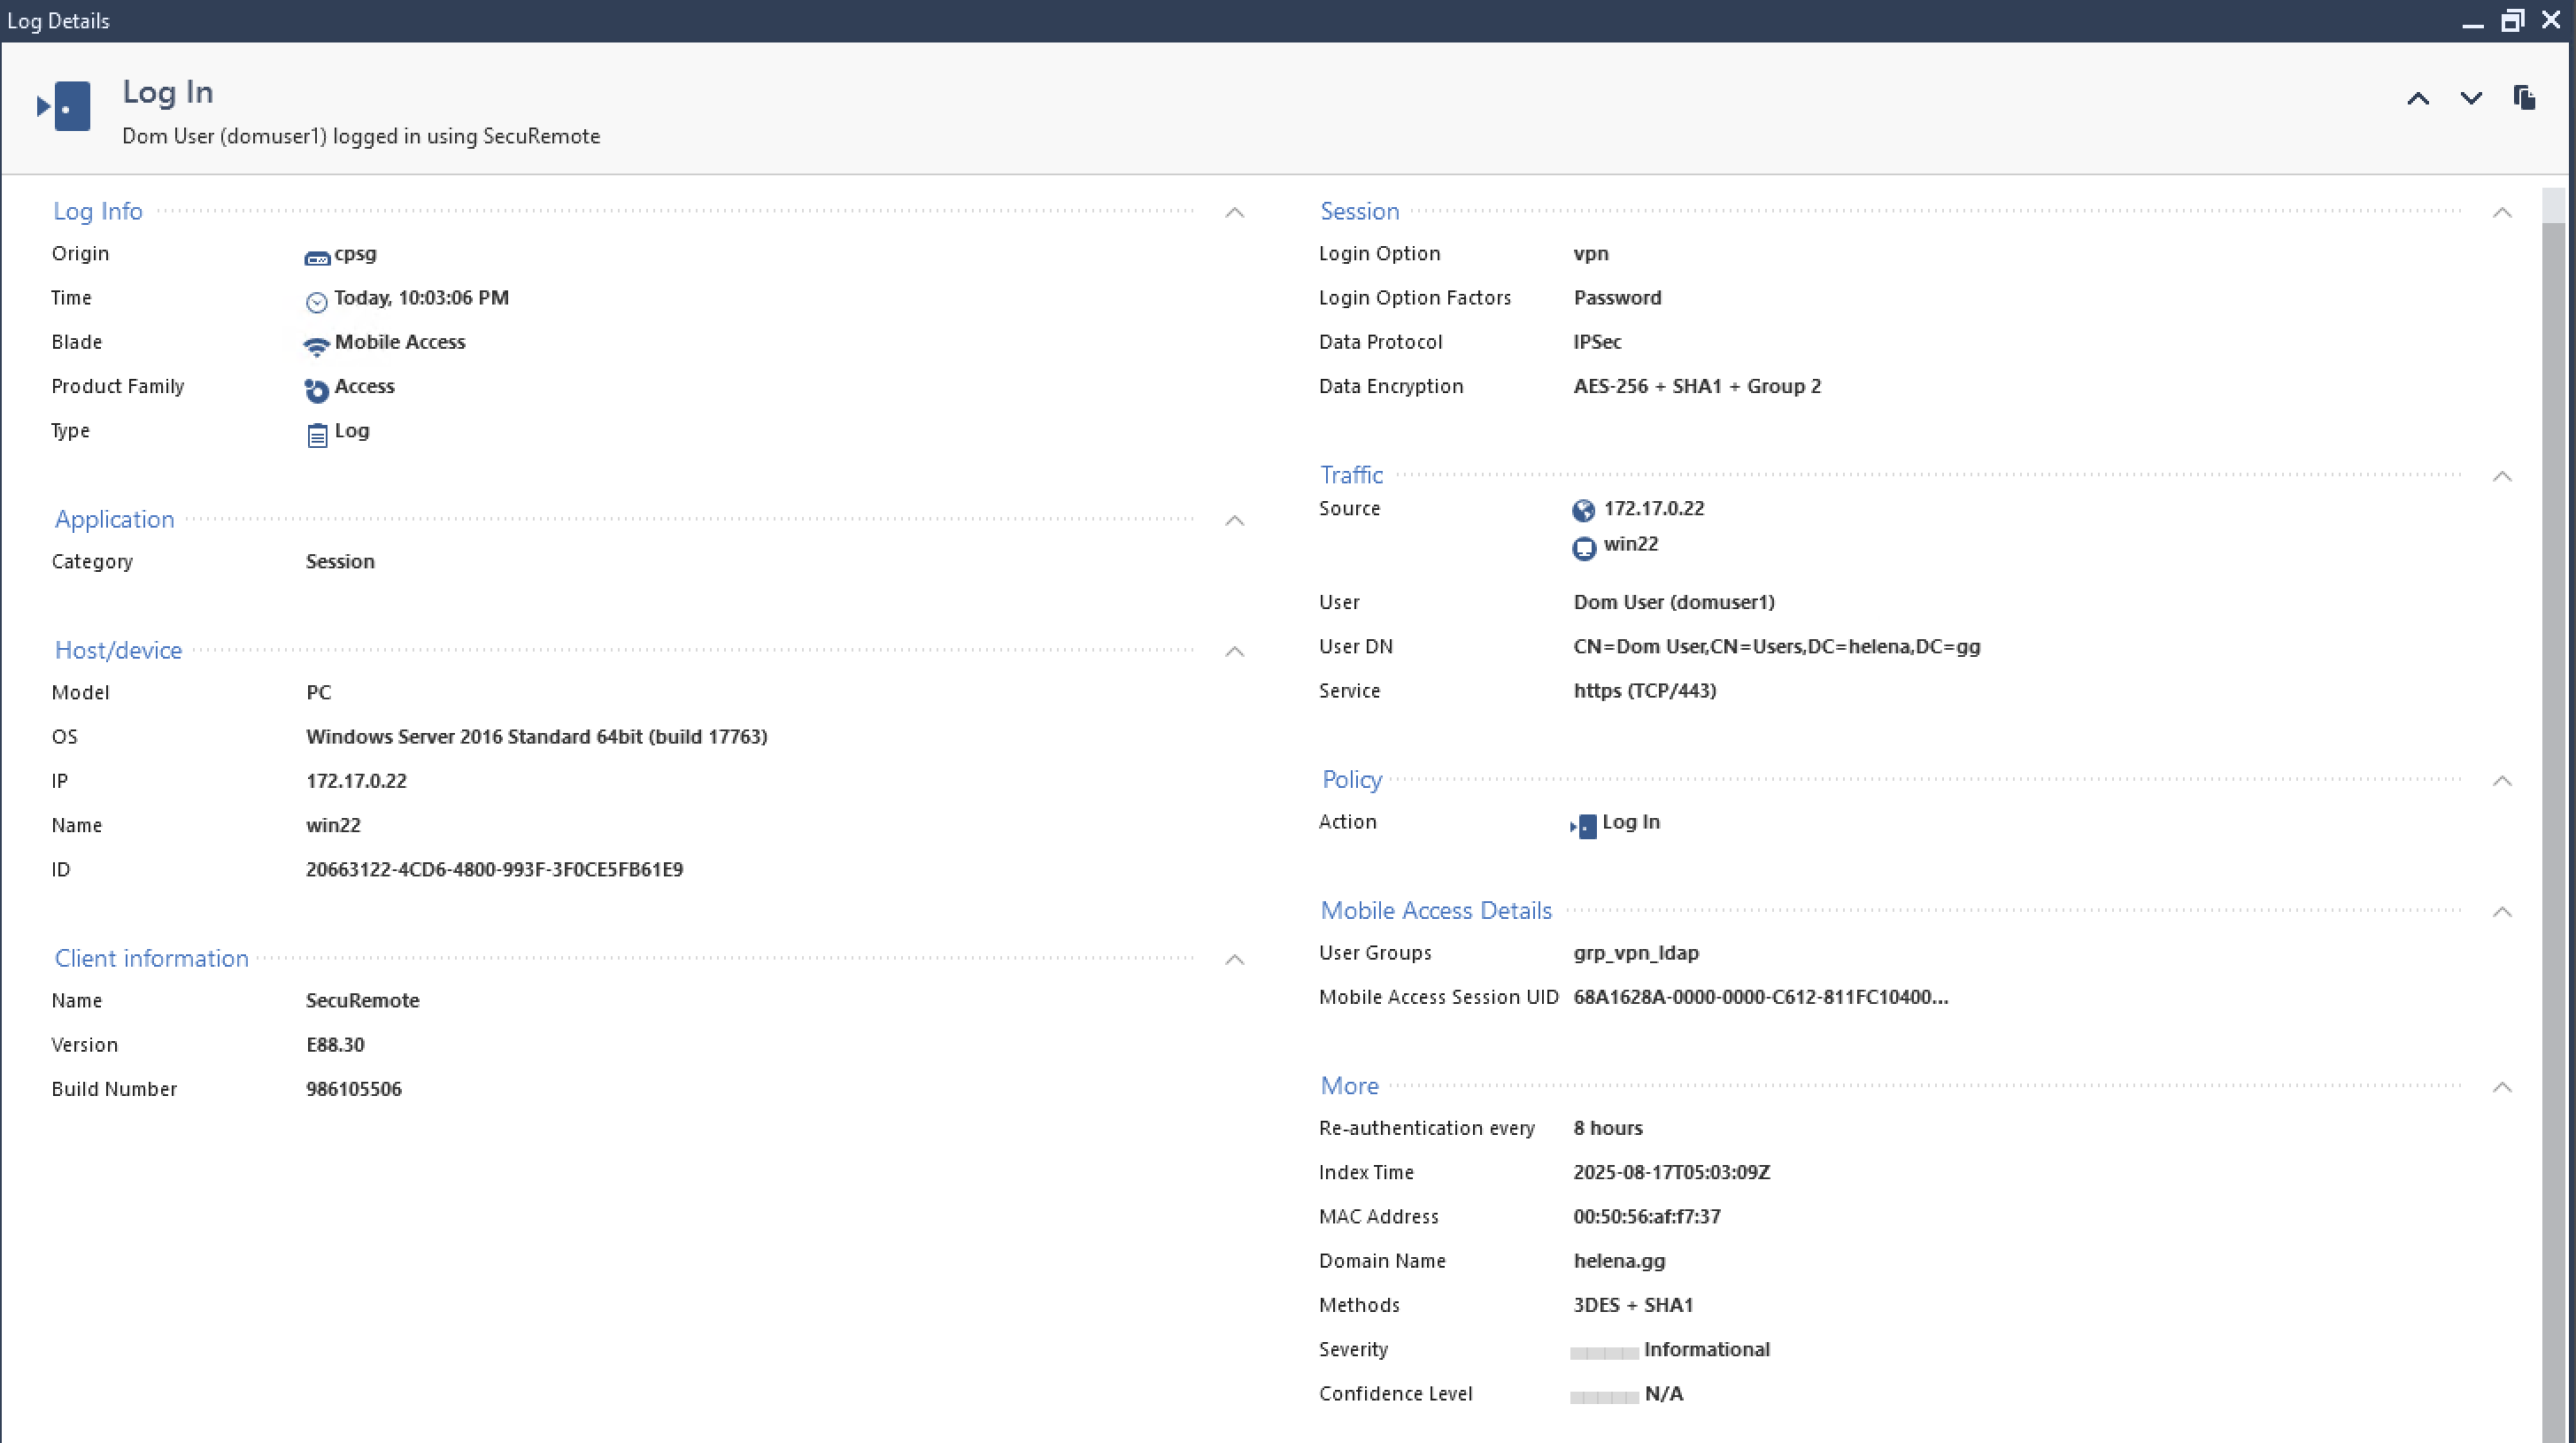 Log Details
Log In
Dom User (domuser1) logged in using SecuRemote
Log Info
Origin cpsg
Time Today, 10:03:06 PM
Blade Mobile Access
Product Family Access
Type Log
Application
Category Session
Host/device
Model PC
OS Windows Server 2016 Standard 64bit (build 17763)
IP 172.17.0.22
Name win22
ID 20663122-4CD6-4800-993F-3F0CE5FB61E9
Client information
Name SecuRemote
Version E88.30
Build Number 986105506
Session
Login Option vpn
Login Option Factors Password
Data Protocol IPSec
Data Encryption AES-256 + SHA1 + Group 2
Traffic
Source 172.17.0.22
win22
User Dom User (domuser1)
User DN CN=Dom User,CN=Users,DC=helena,DC=gg
Service https (TCP/443)
Policy
Action Log In
Mobile Access Details
User Groups grp_vpn_ldap
Mobile Access Session UID 68A1628A-0000-0000-C612-811FC10400...
More
Re-authentication every 8 hours
Index Time 2025-08-17T05:03:09Z
MAC Address 00:50:56:af:f7:37
Domain Name helena.gg
Methods 3DES + SHA1
Severity Informational
Confidence Level N/A